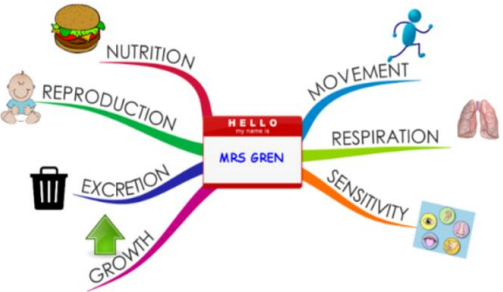 NUTRITION
REPRODUCTION
EXCRETION
GROWTH
HELLO
my name is
MRS GREN
MOVEMENT
RESPIRATION
SENSITIVITY